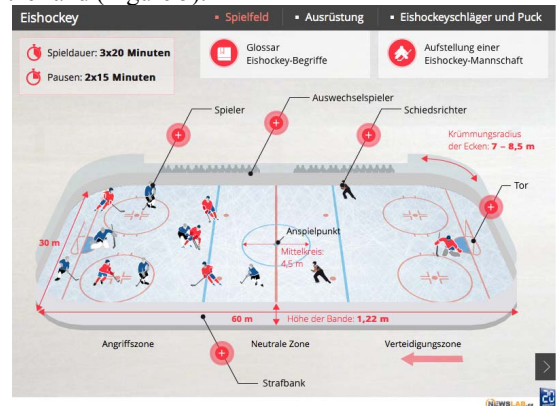 Eishockey
Spielfeld
Ausrüstung
Eishockeyschläger und Puck
Spieldauer: 3x20 Minuten
Pausen: 2x15 Minuten
Glossar
Eishockey-Begriffe
Aufstellung einer
Eishockey-Mannschaft
Auswechselspieler
Spieler
Schiedsrichter
Krümmungsradius
der Ecken: 7 – 8,5 m
Tor
30 m
Anspielpunkt
Mittelkreis:
4,5 m
60 m
Höhe der Bande: 1,22 m
Angriffszone
Neutrale Zone
Verteidigungszone
Strafbank
NEWSLAB
20